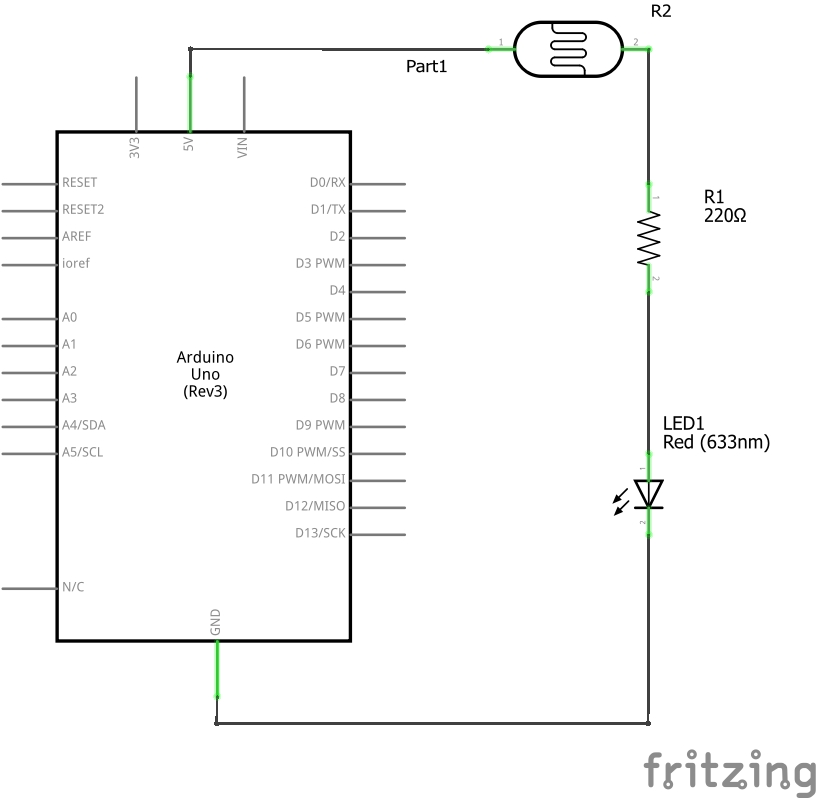 R2
1
2
Part1
3V3
5V
VIN
RESET
RESET2
AREF
ioref
A0
A1
A2
A3
A4/SDA
A5/SCL
N/C
Arduino
Uno
(Rev3)
D0/RX
D1/TX
D2
D3 PWM
D4
D5 PWM
D6 PWM
D7
D8
D9 PWM
D10 PWM/SS
D11 PWM/MOSI
D12/MISO
D13/SCK
GND
1
R1
220Ω
2
LED1
Red (633nm)
1
2
fritzing